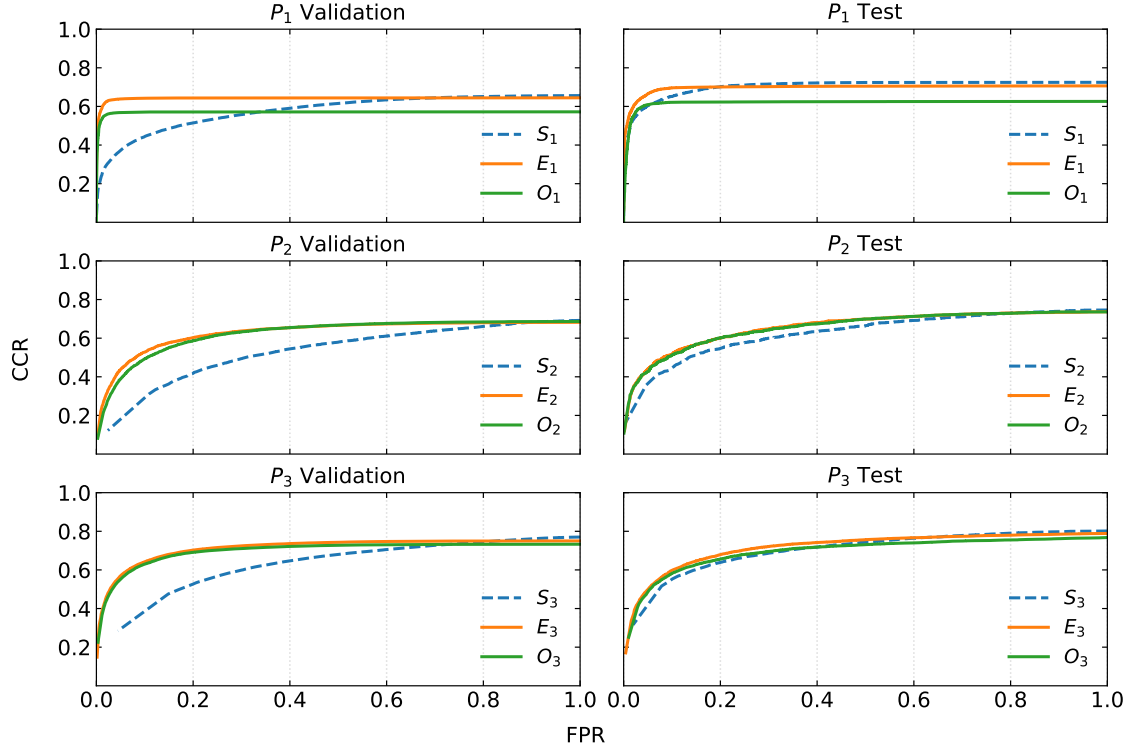 P₁ Validation
1.0
0.8
0.6
0.4
0.2
S₁
E₁
O₁
P₁ Test
S₁
E₁
O₁
P₂ Validation
1.0
0.8
0.6
0.4
0.2
S₂
E₂
O₂
P₂ Test
S₂
E₂
O₂
CCR
P₃ Validation
1.0
0.8
0.6
0.4
0.2
S₃
E₃
O₃
0.0 0.2 0.4 0.6 0.8 1.0
P₃ Test
S₃
E₃
O₃
0.0 0.2 0.4 0.6 0.8 1.0
FPR